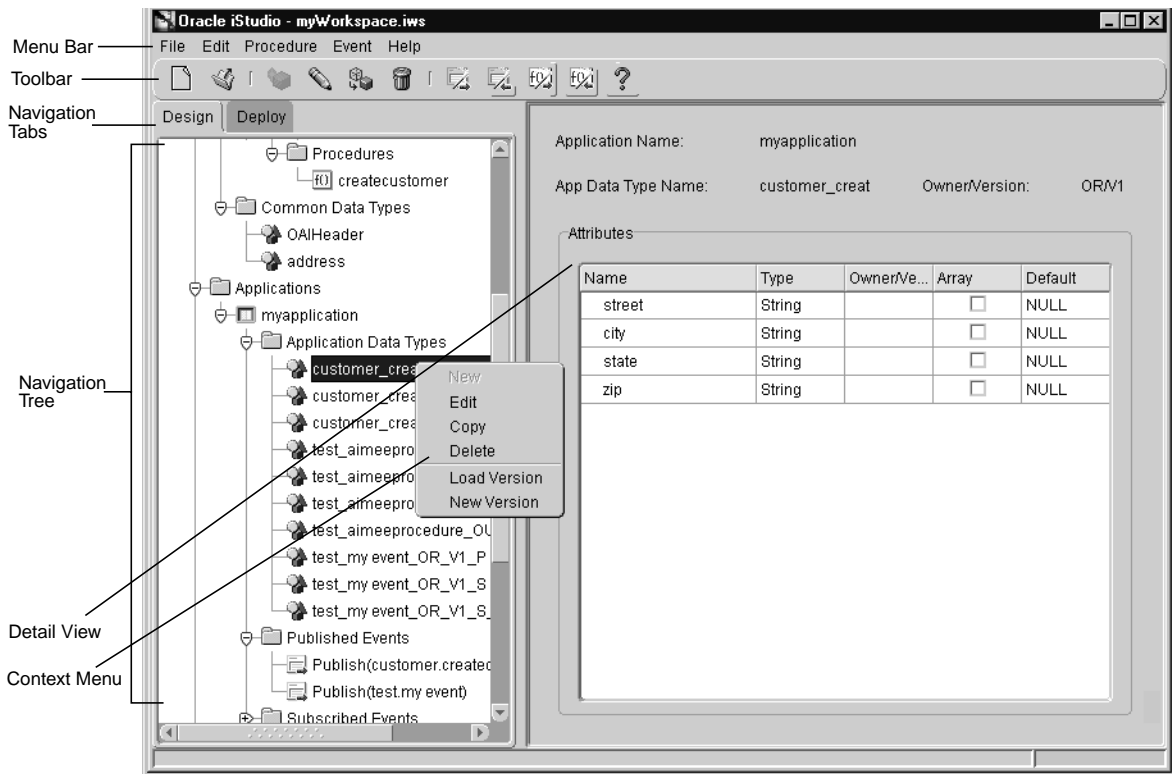 Oracle iStudio - myWorkspace.iws
Menu Bar
File Edit Procedure Event Help
Toolbar
Navigation
Tabs
Design Deploy
Procedures
createcustomer
Common Data Types
OAIHeader
address
Applications
myapplication
Application Data Types
customer_crea
customer_crea
customer_crea
test_aimeepro
test_aimeepro
test_aimeepro
test_aimeeprocedure_OU
test_my event_OR_V1_P
test_my event_OR_V1_S
test_my event_OR_V1_S_
Published Events
Publish(customer.created
Publish(test.my event)
Subscribed Events
New
Edit
Copy
Delete
Load Version
New Version
Navigation
Tree
Detail View
Context Menu
Application Name: myapplication
App Data Type Name: customer_creat Owner/Version: OR/V1
Attributes
Name Type Owner/Ve... Array Default
street String NULL
city String NULL
state String NULL
zip String NULL